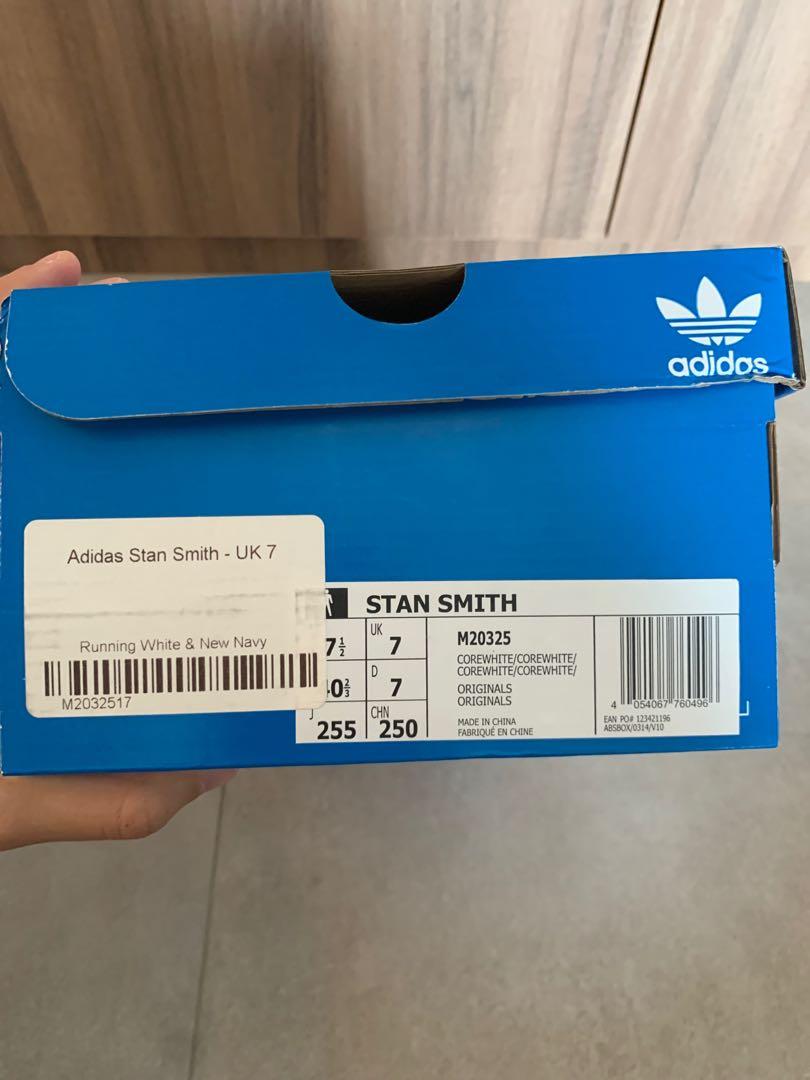 adidas
Adidas Stan Smith - UK 7
Running White & New Navy
M2032517
STAN SMITH
7½
UK
7
M20325
COREWHITE/COREWHITE/
COREWHITE/COREWHITE/
ORIGINALS
ORIGINALS
0⅔
D
7
J
255
CHN
250
MADE IN CHINA
FABRIQUÉ EN CHINE
4 054067 760496
EAN PO# 123421196
ABSBOX/0314/V10